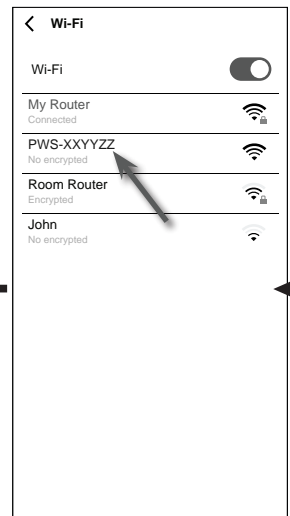 Wi-Fi
Wi-Fi
My Router
Connected
PWS-XXYYZZ
No encrypted
Room Router
Encrypted
John
No encrypted